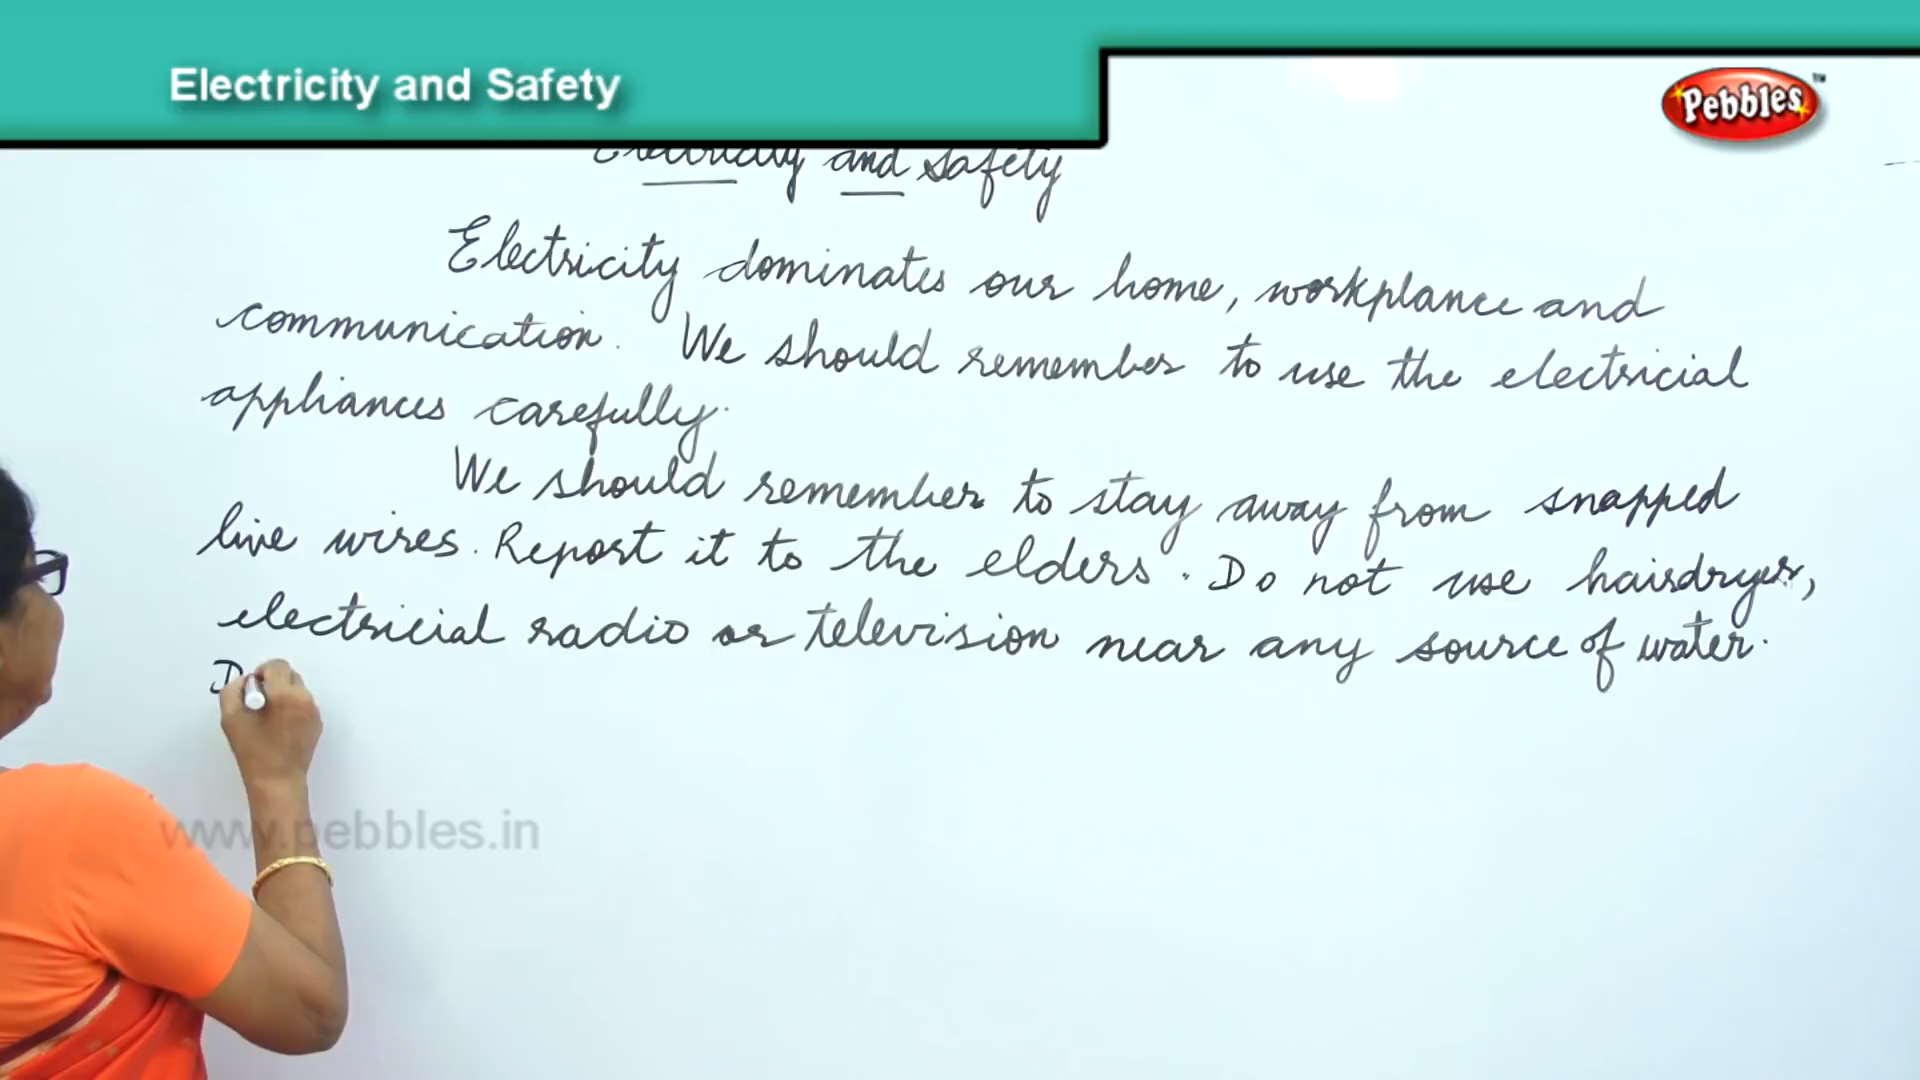 Electricity and Safety
Pebbles™
Electricity and Safety
Electricity dominates our home, workplance and
communication. We should remember to use the electricial
appliances carefully.
We should remember to stay away from snapped
live wires. Report it to the elders. Do not use hairdryer,
electricial radio or television near any source of water.
D
www.pebbles.in